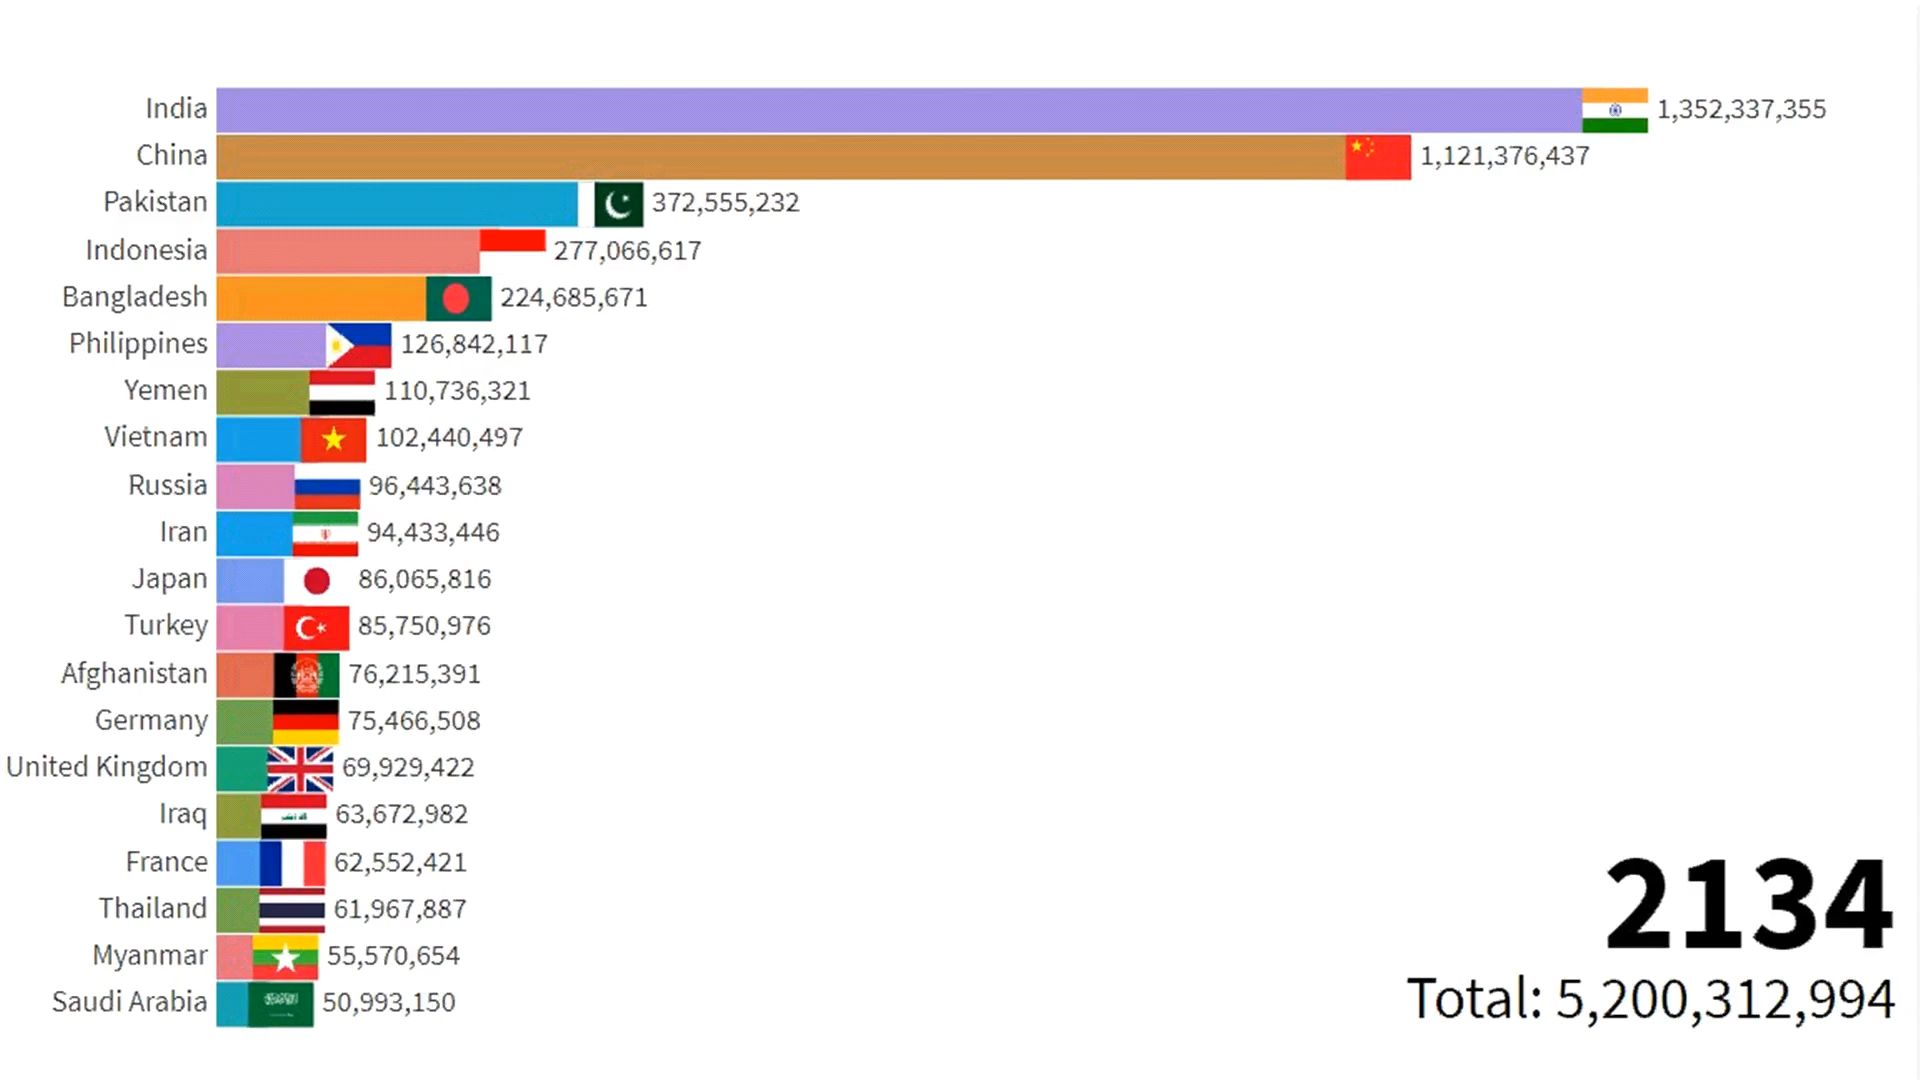 India 1,352,337,355
China 1,121,376,437
Pakistan 372,555,232
Indonesia 277,066,617
Bangladesh 224,685,671
Philippines 126,842,117
Yemen 110,736,321
Vietnam 102,440,497
Russia 96,443,638
Iran 94,433,446
Japan 86,065,816
Turkey 85,750,976
Afghanistan 76,215,391
Germany 75,466,508
United Kingdom 69,929,422
Iraq 63,672,982
France 62,552,421
Thailand 61,967,887
Myanmar 55,570,654
Saudi Arabia 50,993,150
2134
Total: 5,200,312,994